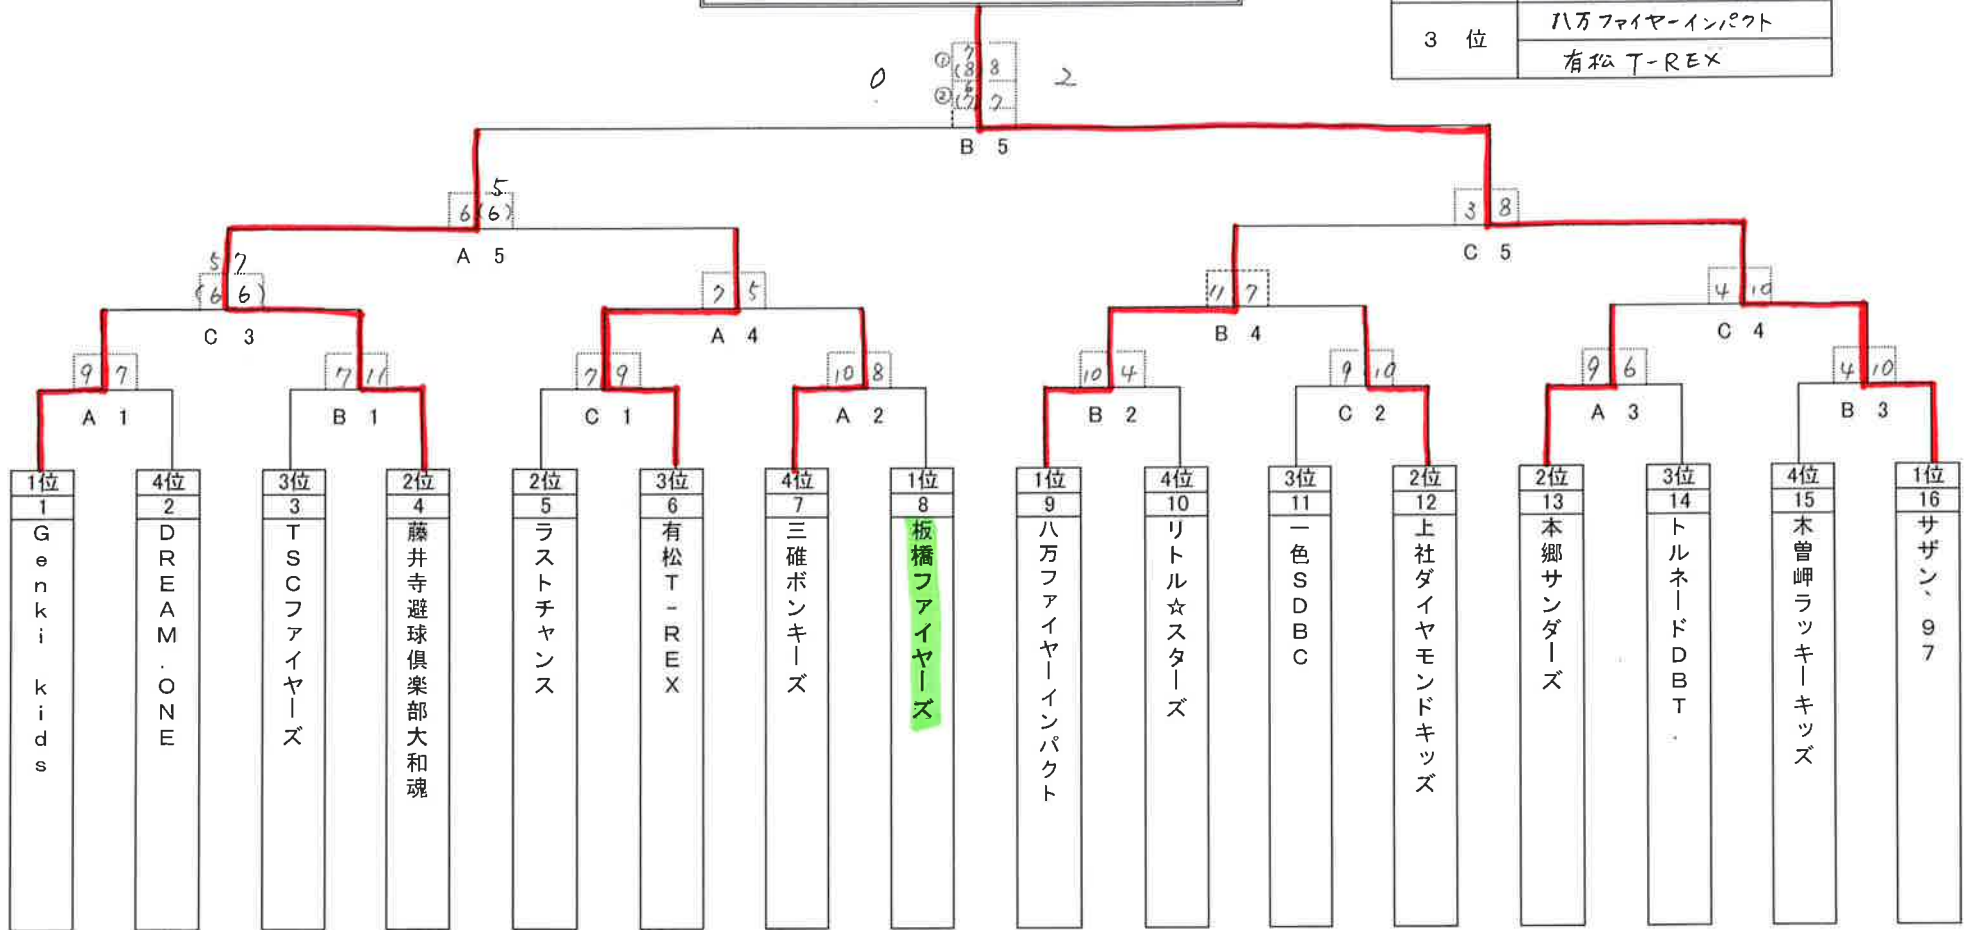 3 位
八万ファイヤーインパクト
有松 T-REX
0
① 7 (8) 8
② 6 (7) 7
2
B 5
5
6 (6)
3 8
A 5
C 5
5 7
(6 6)
7 5
11 7
4 10
C 3
A 4
B 4
C 4
9 7
7 11
7 9
10 8
10 4
9 10
9 6
4 10
A 1
B 1
C 1
A 2
B 2
C 2
A 3
B 3
1位 4位 3位 2位 2位 3位 4位 1位 1位 4位 3位 2位 2位 3位 4位 1位
1 2 3 4 5 6 7 8 9 10 11 12 13 14 15 16
Genki kids
DREAM.ONE
TSCファイヤーズ
藤井寺避球倶楽部大和魂
ラストチャンス
有松T-REX
三碓ボンキーズ
板橋ファイヤーズ
八万ファイヤーインパクト
リトル☆スターズ
一色SDBC
上社ダイヤモンドキッズ
本郷サンダーズ
トルネードDBT.
木曽岬ラッキーキッズ
サザン、97